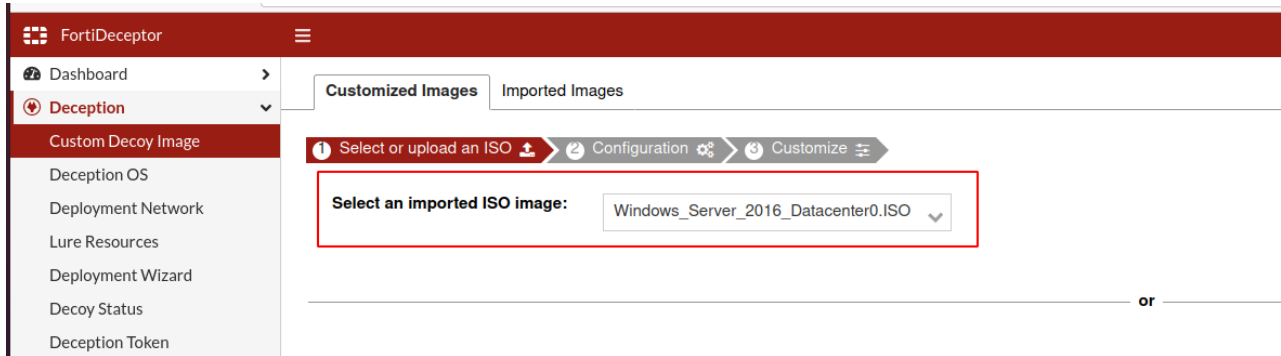 FortiDeceptor
Dashboard
Deception
Custom Decoy Image
Deception OS
Deployment Network
Lure Resources
Deployment Wizard
Decoy Status
Deception Token
Customized Images
Imported Images
1 Select or upload an ISO
2 Configuration
3 Customize
Select an imported ISO image:
Windows_Server_2016_Datacenter0.ISO
or